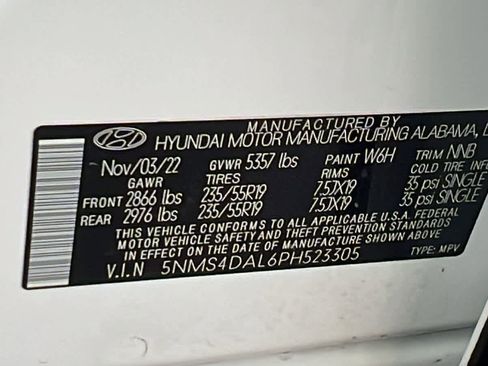 MANUFACTURED BY
HYUNDAI MOTOR MANUFACTURING ALABAMA,
Nov/03/22 GVWR 5357 lbs PAINT W6H TRIM NNB
GAWR TIRES RIMS COLD TIRE
FRONT 2866 lbs 235/55R19 7.5JX19 35 psi SINGLE
REAR 2976 lbs 235/55R19 7.5JX19 35 psi SINGLE
THIS VEHICLE CONFORMS TO ALL APPLICABLE U.S.A. FEDERAL
MOTOR VEHICLE SAFETY AND THEFT PREVENTION STANDARDS
IN EFFECT ON THE DATE OF MANUFACTURE SHOWN ABOVE.
V.I.N 5NMS4DAL6PH523305 TYPE: MPV